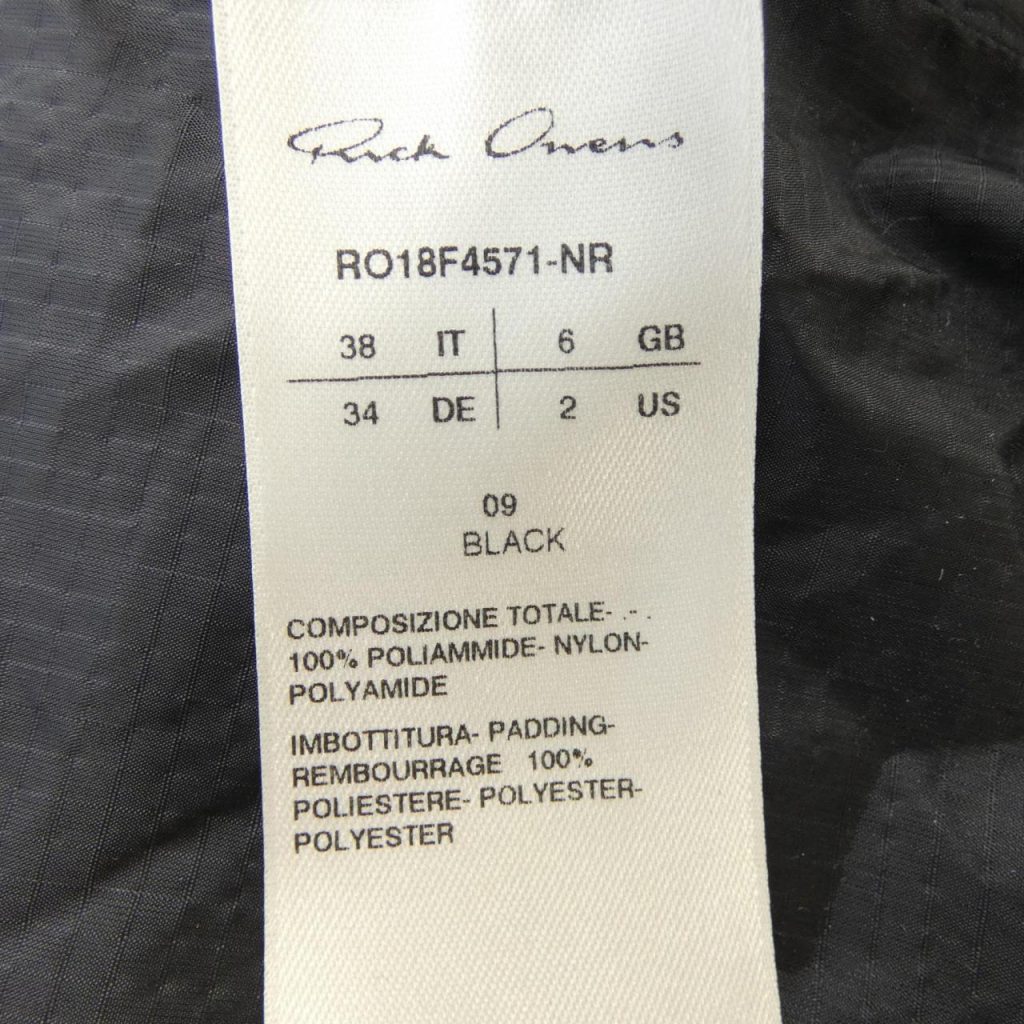 Rick Owens
RO18F4571-NR
38 IT 6 GB
34 DE 2 US
09
BLACK
COMPOSIZIONE TOTALE- .-.
100% POLIAMMIDE- NYLON-
POLYAMIDE
IMBOTTITURA- PADDING-
REMBOURRAGE 100%
POLIESTERE- POLYESTER-
POLYESTER